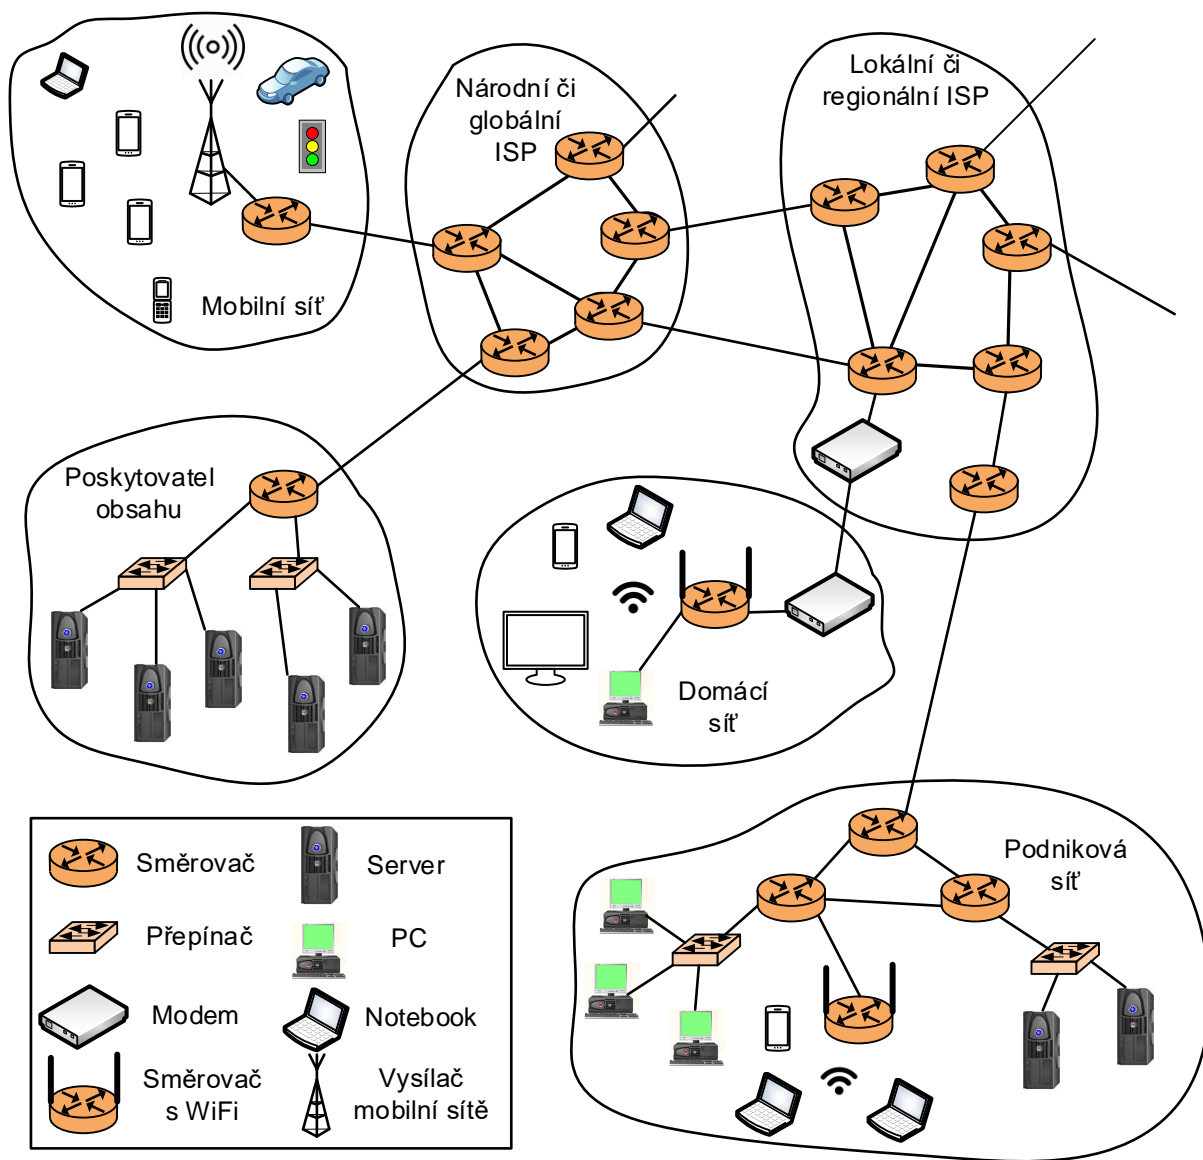 Národní či
globální
ISP
Lokální či
regionální ISP
Mobilní síť
Poskytovatel
obsahu
Domácí
síť
Podniková
síť
Směrovač
Server
Přepínač
PC
Modem
Notebook
Směrovač
s WiFi
Vysílač
mobilní sítě